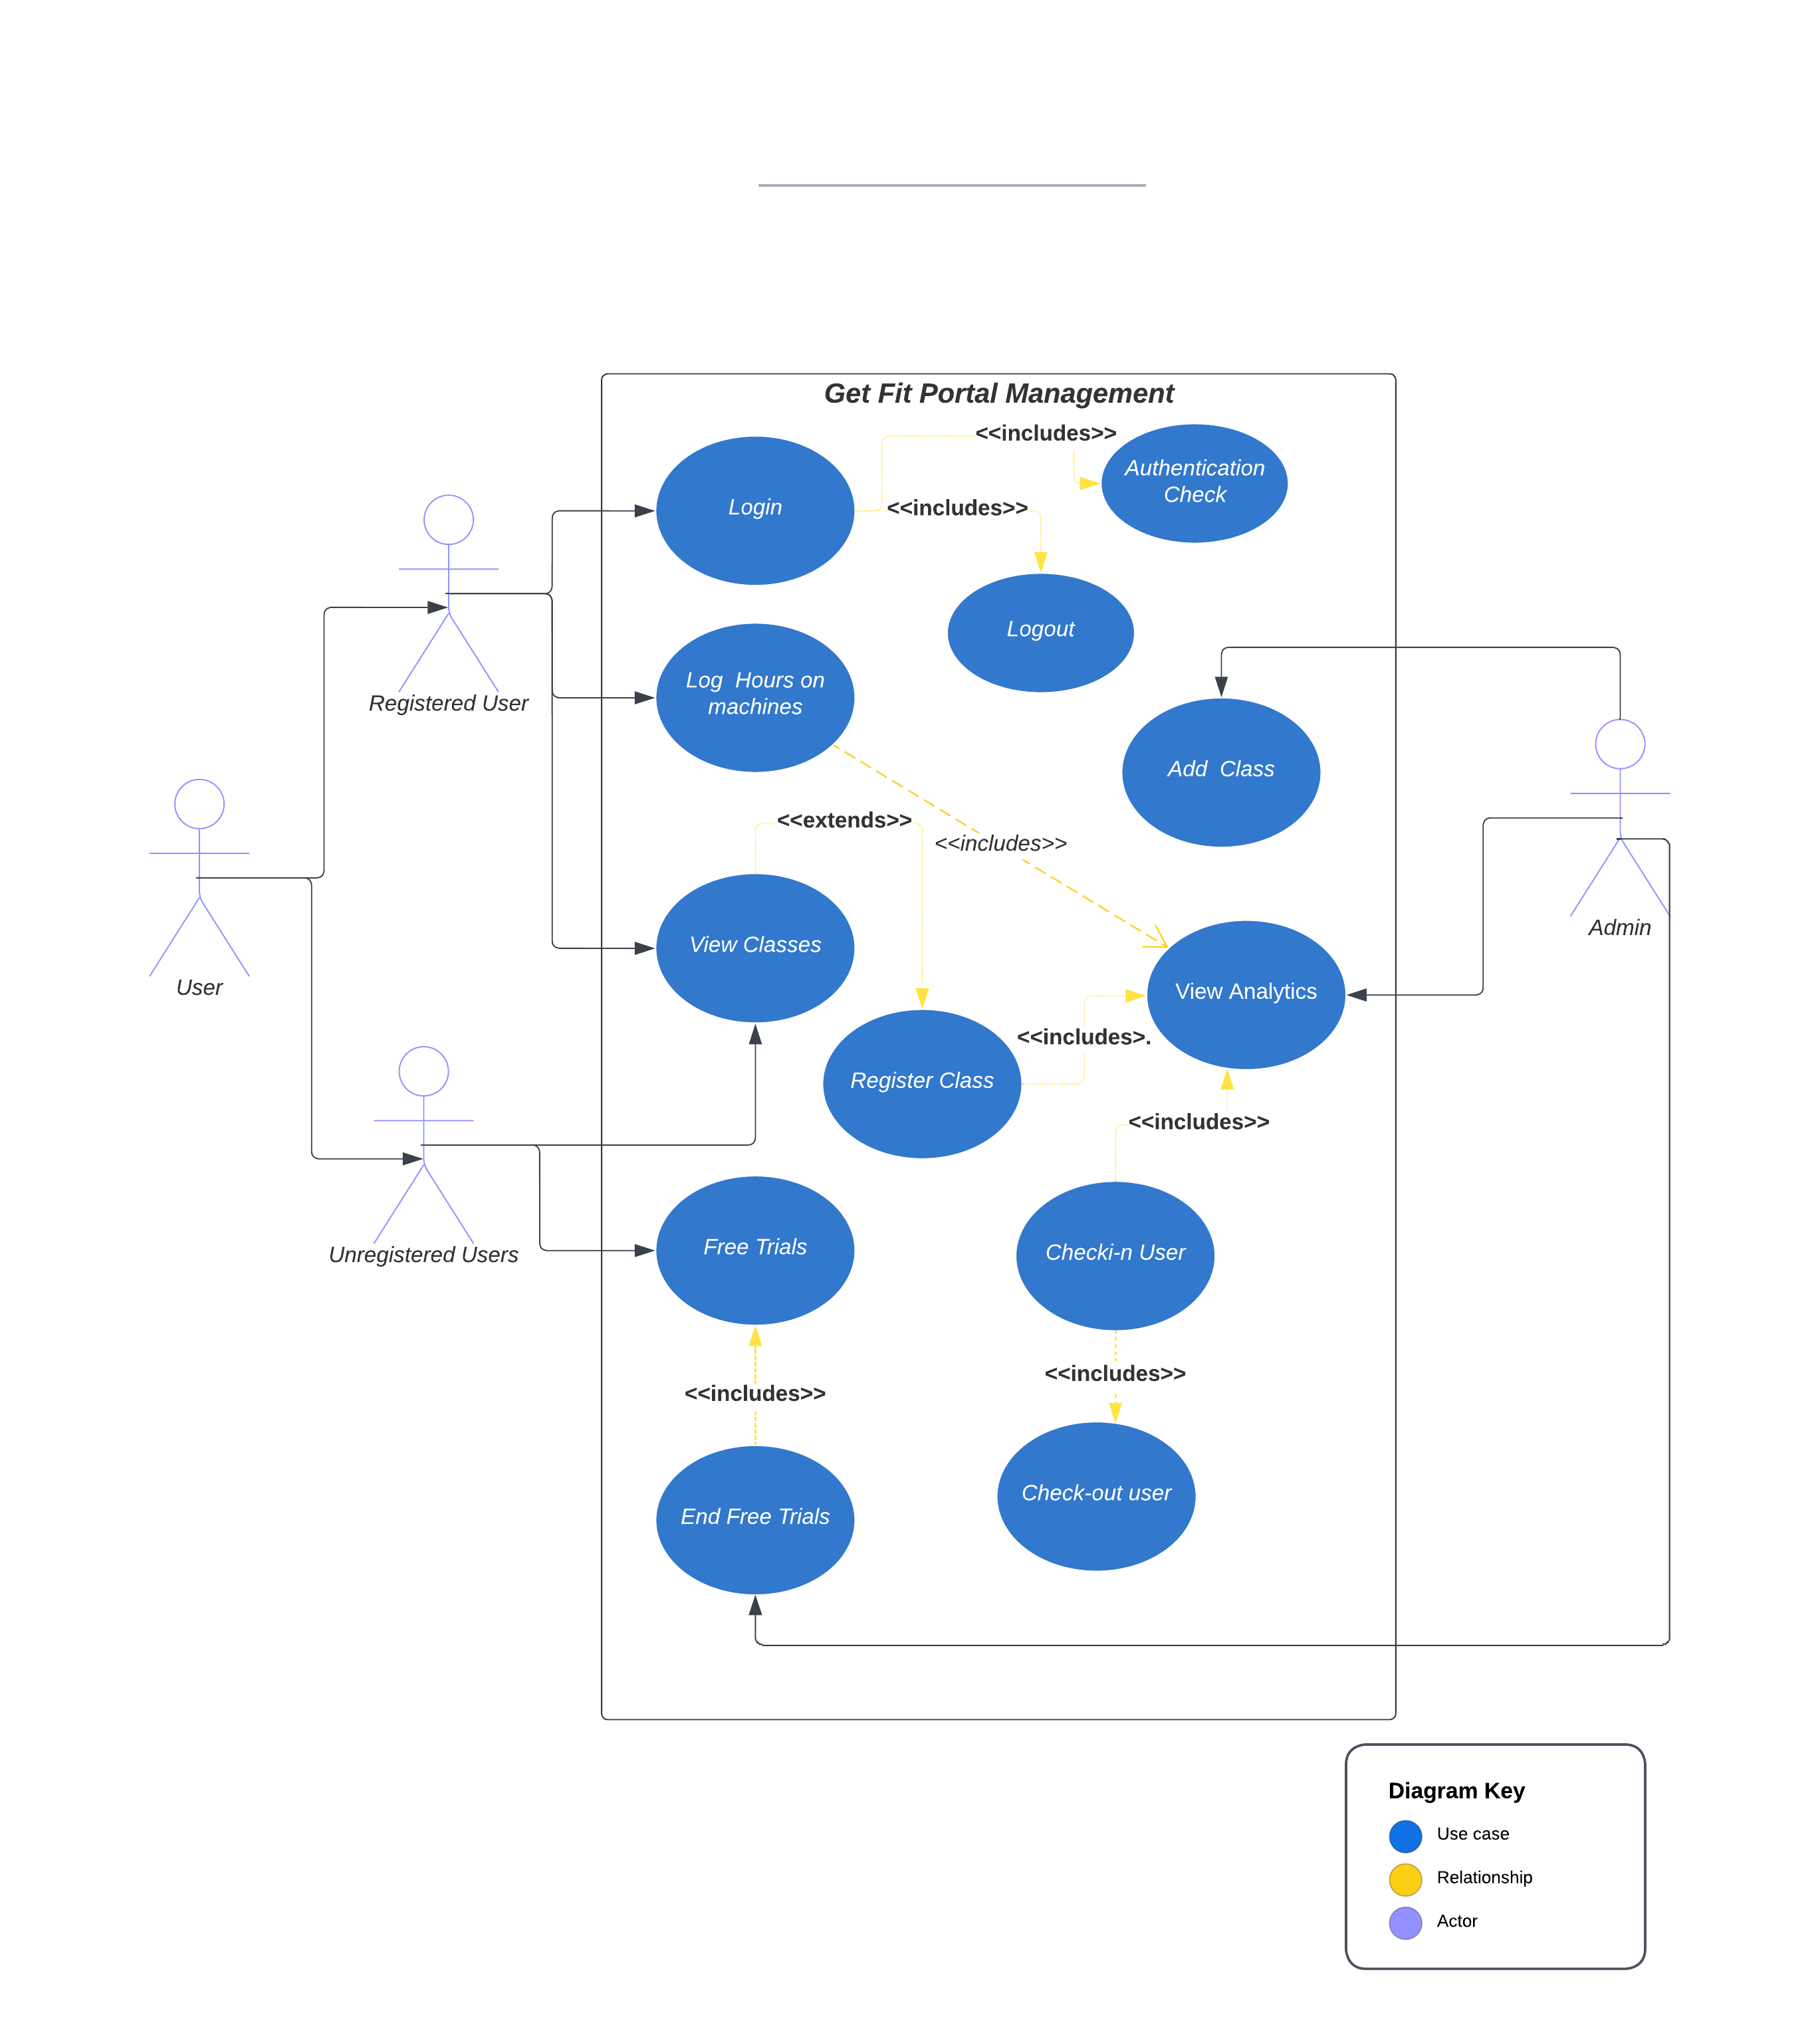 Get Fit Portal Management
<<includes>>
Authentication
Check
Login
<<includes>>
Logout
Registered User
Log  Hours on
machines
Add  Class
<<extends>>
<<includes>>
Admin
View Classes
User
View Analytics
<<includes>.
Register Class
<<includes>>
Unregistered Users
Free Trials
Checki-n User
<<includes>>
<<includes>>
Check-out user
End Free Trials
Diagram Key
Use case
Relationship
Actor